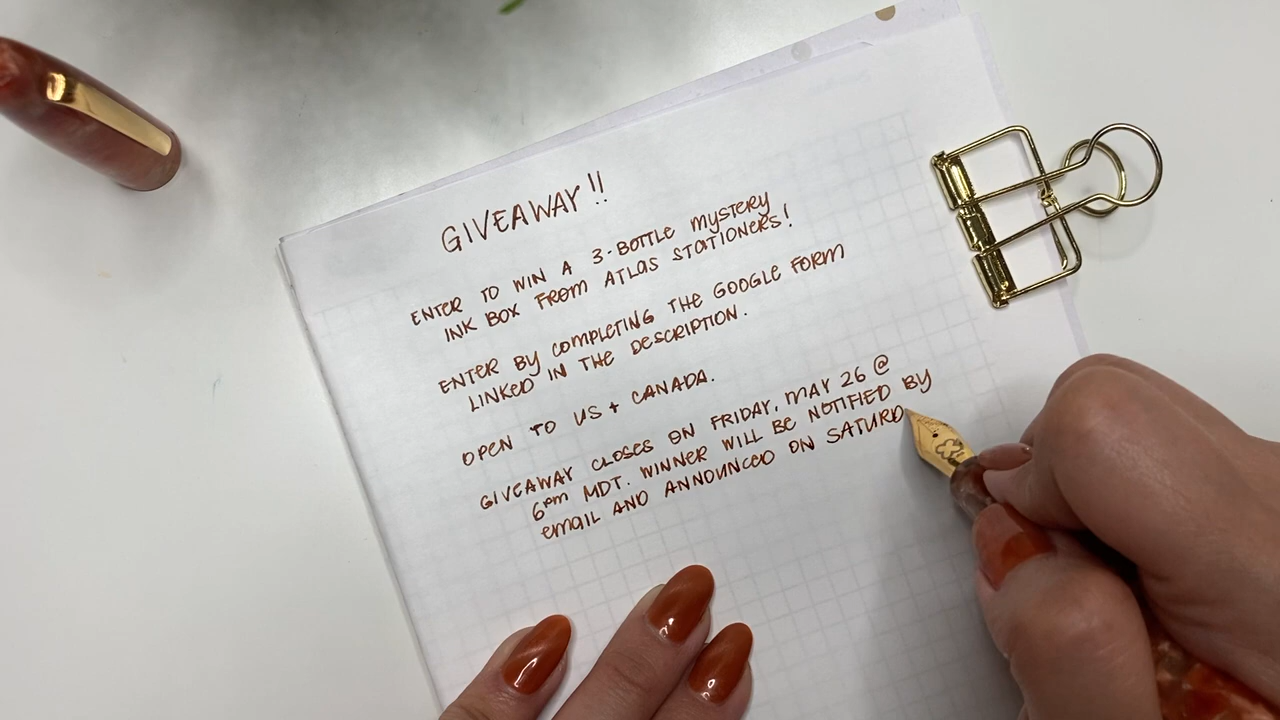 GIVEAWAY!!
ENTER TO WIN A 3-BOTTLE MYSTERY
INK BOX FROM ATLAS STATIONERS!
ENTER BY COMPLETING THE GOOGLE FORM
LINKED IN THE DESCRIPTION.
OPEN TO US + CANADA.
GIVEAWAY CLOSES ON FRIDAY, MAY 26 @
6PM MDT. WINNER WILL BE NOTIFIED BY
EMAIL AND ANNOUNCED ON SATURD